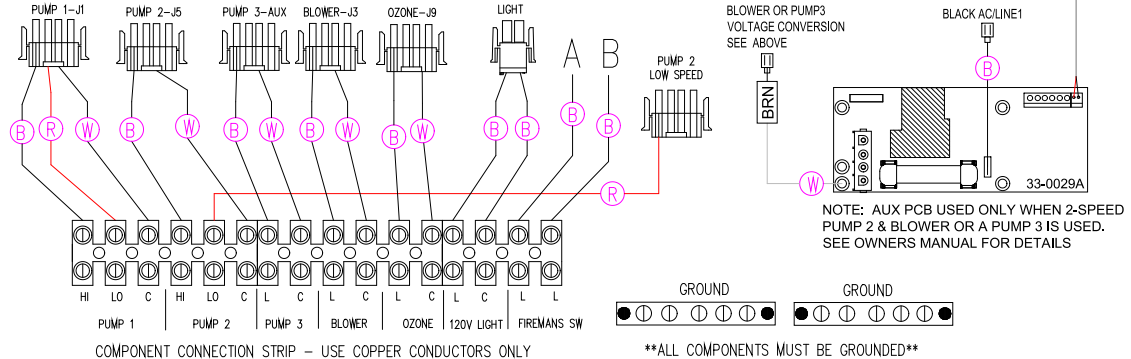 PUMP 1-J1
PUMP 2-J5
PUMP 3-AUX
BLOWER-J3
OZONE-J9
LIGHT
A
B
PUMP 2
LOW SPEED
BLOWER OR PUMP3
VOLTAGE CONVERSION
SEE ABOVE
BLACK AC/LINE1
B
BRN
W
33-0029A
B R W B W B W B W B W B B B B
R
NOTE: AUX PCB USED ONLY WHEN 2-SPEED
PUMP 2 & BLOWER OR A PUMP 3 IS USED.
SEE OWNERS MANUAL FOR DETAILS
HI LO C HI LO C L C L C L C L C L L
PUMP 1 PUMP 2 PUMP 3 BLOWER OZONE 120V LIGHT FIREMANS SW
GROUND GROUND
COMPONENT CONNECTION STRIP - USE COPPER CONDUCTORS ONLY
**ALL COMPONENTS MUST BE GROUNDED**